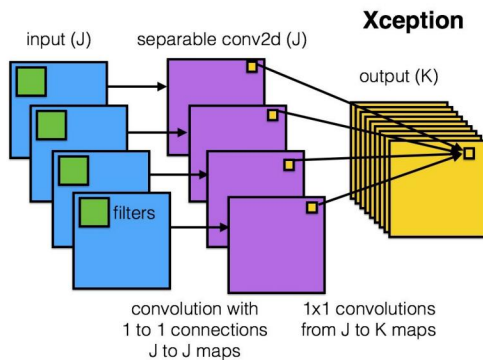 Xception
input (J)
separable conv2d (J)
output (K)
filters
convolution with
1 to 1 connections
J to J maps
1x1 convolutions
from J to K maps